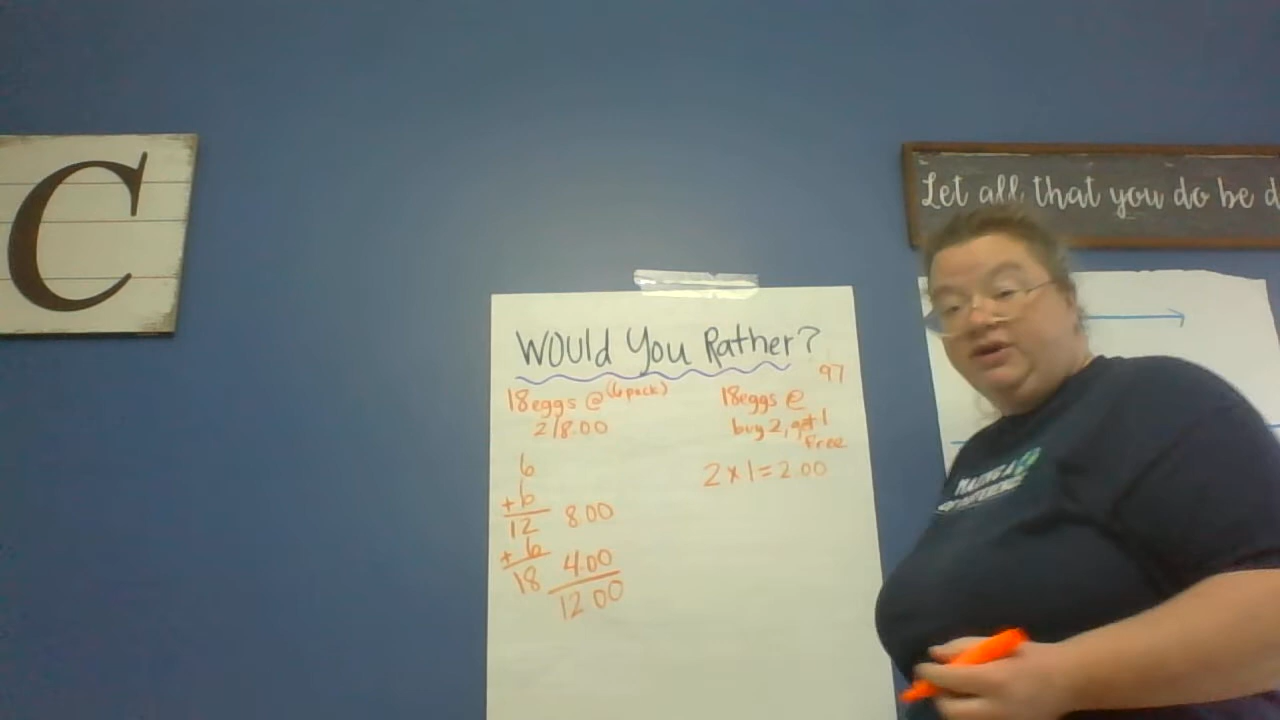 C
Let all that you do be d
Would You Rather?
18 eggs @ (6 pack)
2/8.00
6
+6
12 8.00
+6 4.00
18 12.00
97
18 eggs @
buy 2, get 1
Free
2 x 1 = 2.00
MAKING A